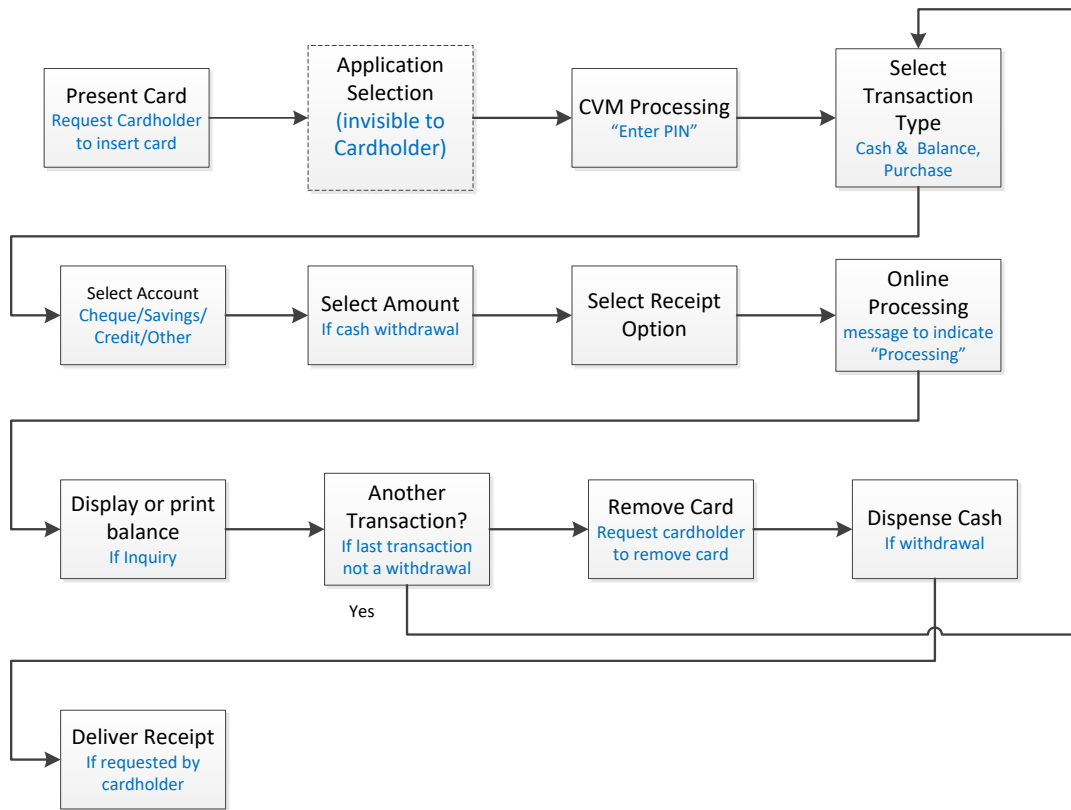 Present Card
Request Cardholder
to insert card
Application
Selection
(invisible to
Cardholder)
CVM Processing
“Enter PIN”
Select
Transaction
Type
Cash &  Balance,
Purchase
Select Account
Cheque/Savings/
Credit/Other
Select Amount
If cash withdrawal
Select Receipt
Option
Online
Processing
message to indicate
“Processing”
Display or print
balance
If Inquiry
Another
Transaction?
If last transaction
not a withdrawal
Remove Card
Request cardholder
to remove card
Dispense Cash
If withdrawal
Yes
Deliver Receipt
If requested by
cardholder